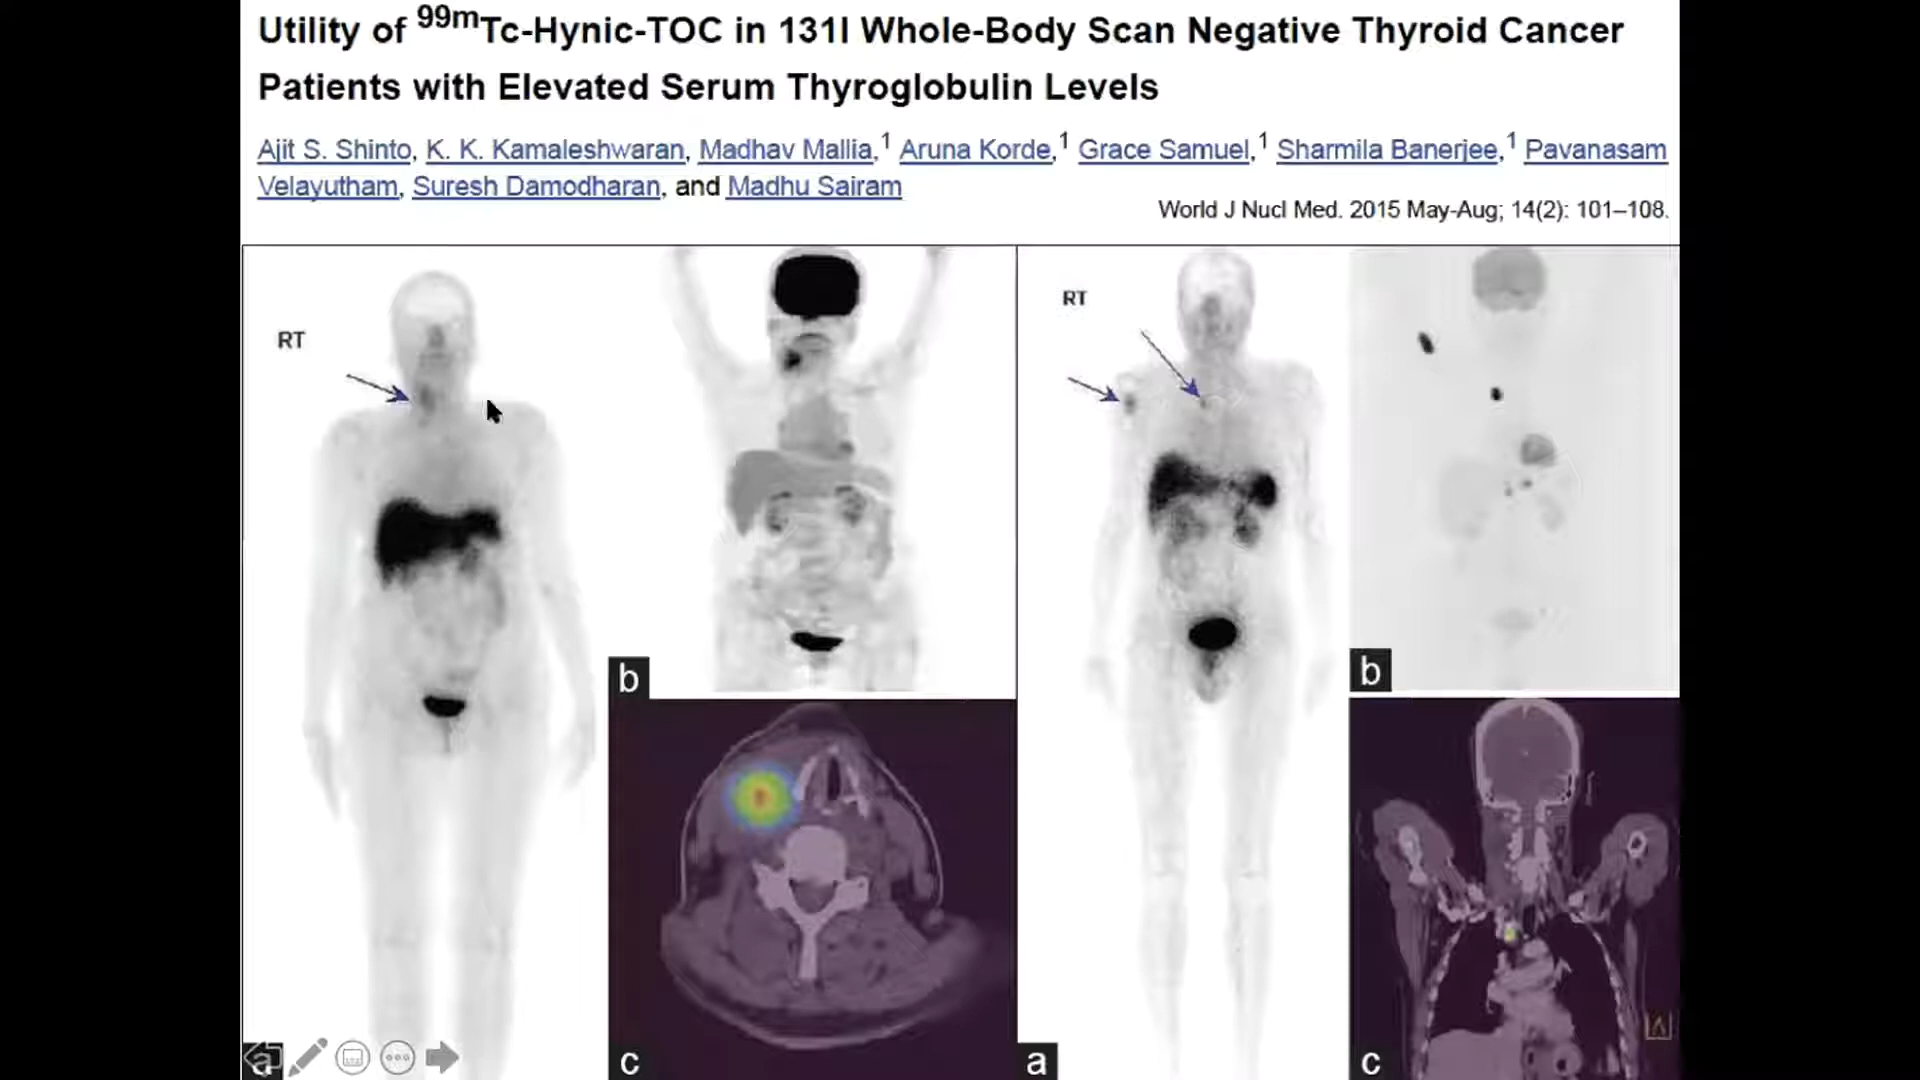 Utility of 99mTc-Hynic-TOC in 131I Whole-Body Scan Negative Thyroid Cancer
Patients with Elevated Serum Thyroglobulin Levels
Ajit S. Shinto, K. K. Kamaleshwaran, Madhav Mallia,1 Aruna Korde,1 Grace Samuel,1 Sharmila Banerjee,1 Pavanasam
Velayutham, Suresh Damodharan, and Madhu Sairam
World J Nucl Med. 2015 May-Aug; 14(2): 101–108.
RT
b
a
c
RT
b
a
c
A